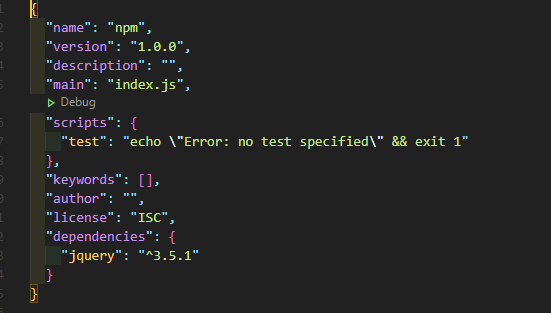 {
"name": "npm",
"version": "1.0.0",
"description": "",
"main": "index.js",
Debug
"scripts": {
"test": "echo \"Error: no test specified\" && exit 1"
},
"keywords": [],
"author": "",
"license": "ISC",
"dependencies": {
"jquery": "^3.5.1"
}
}